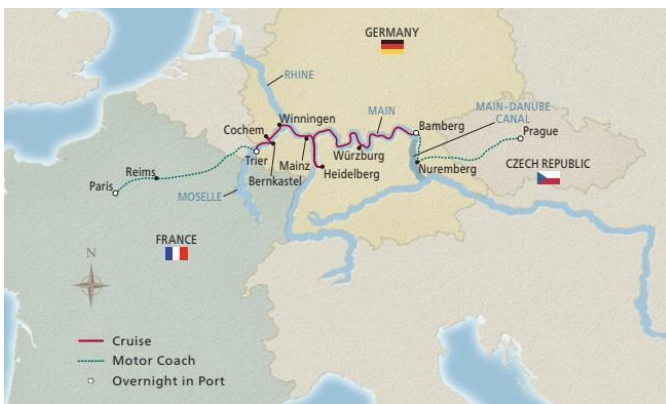 GERMANY
RHINE
MAIN
MAIN–DANUBE
CANAL
Winningen
Cochem
Bamberg
Prague
Trier
Mainz
Würzburg
CZECH REPUBLIC
Reims
Bernkastel
Heidelberg
Nuremberg
Paris
MOSELLE
FRANCE
N
Cruise
Motor Coach
Overnight in Port